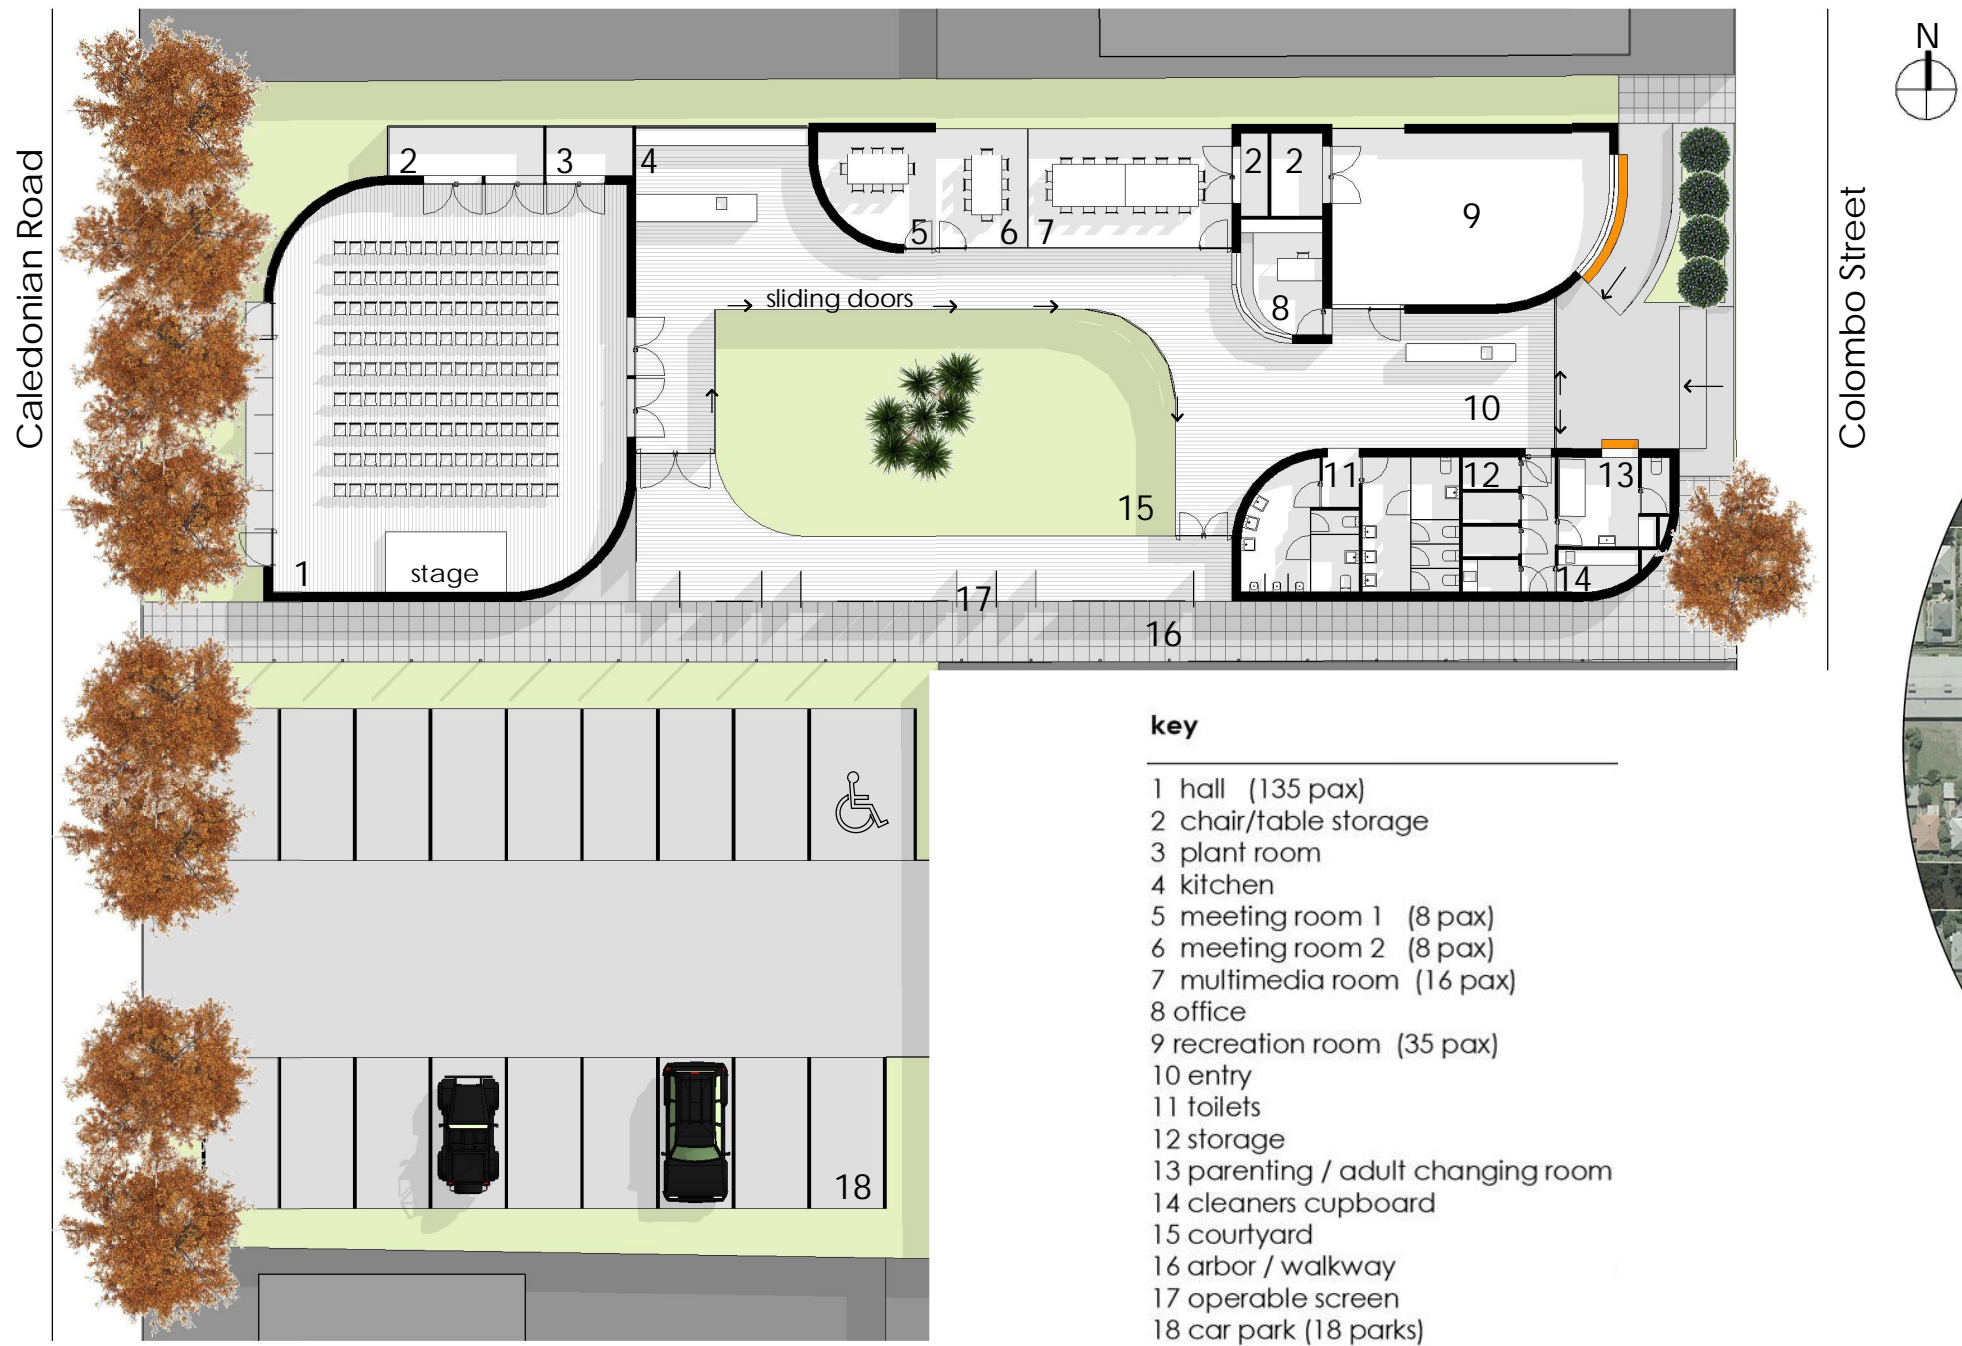 N
Caledonian Road
Colombo Street
2
3
4
5
6
7
2
2
9
8
sliding doors
10
15
11
12
13
14
1
stage
17
16
18
key
1 hall (135 pax)
2 chair/table storage
3 plant room
4 kitchen
5 meeting room 1 (8 pax)
6 meeting room 2 (8 pax)
7 multimedia room (16 pax)
8 office
9 recreation room (35 pax)
10 entry
11 toilets
12 storage
13 parenting / adult changing room
14 cleaners cupboard
15 courtyard
16 arbor / walkway
17 operable screen
18 car park (18 parks)